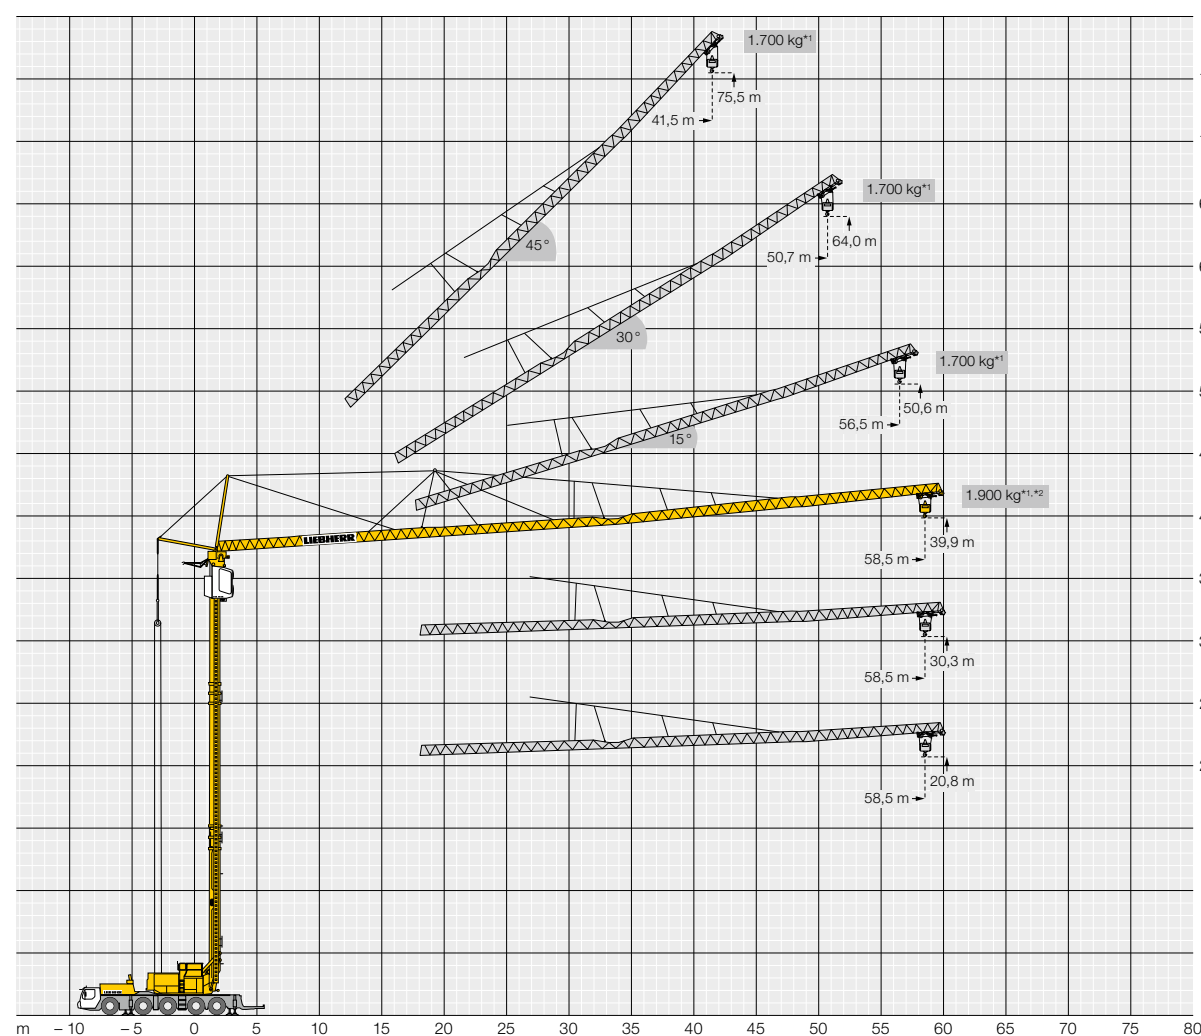 1.700 kg*¹
75,5 m
41,5 m
45°
1.700 kg*¹
64,0 m
50,7 m
30°
1.700 kg*¹
50,6 m
56,5 m
15°
1.900 kg*¹,*²
39,9 m
58,5 m
LIEBHERR
30,3 m
58,5 m
20,8 m
58,5 m
m – 10 –5 0 5 10 15 20 25 30 35 40 45 50 55 60 65 70 75 80